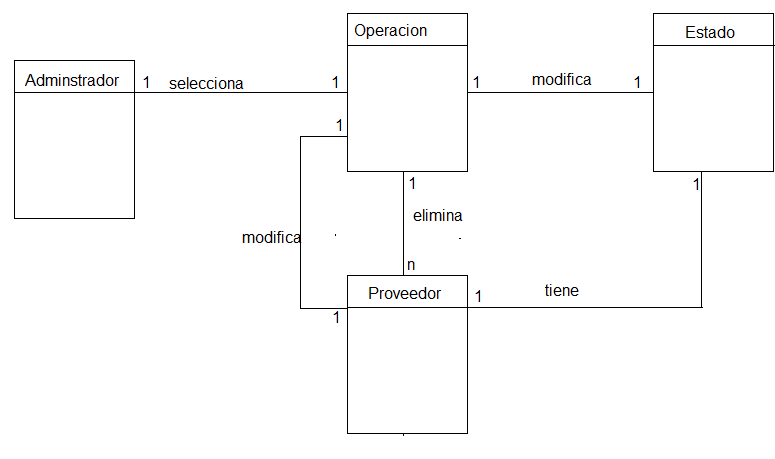 Operacion
Estado
Adminstrador
1 selecciona 1
1 modifica 1
1
1
1
elimina
modifica
n
Proveedor
1 tiene
1